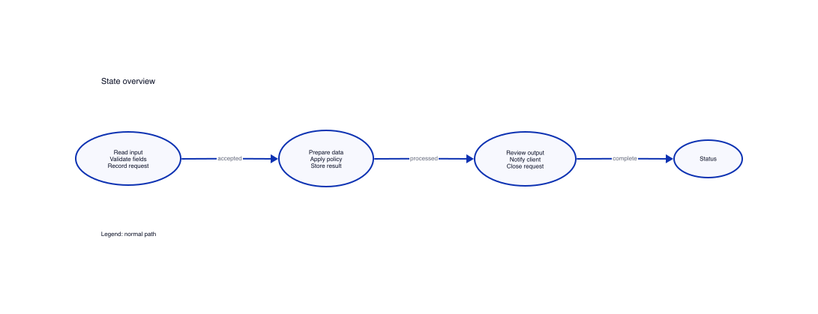 State overview
Read input
Validate fields
Record request
accepted
Prepare data
Apply policy
Store result
processed
Review output
Notify client
Close request
complete
Status
Legend: normal path